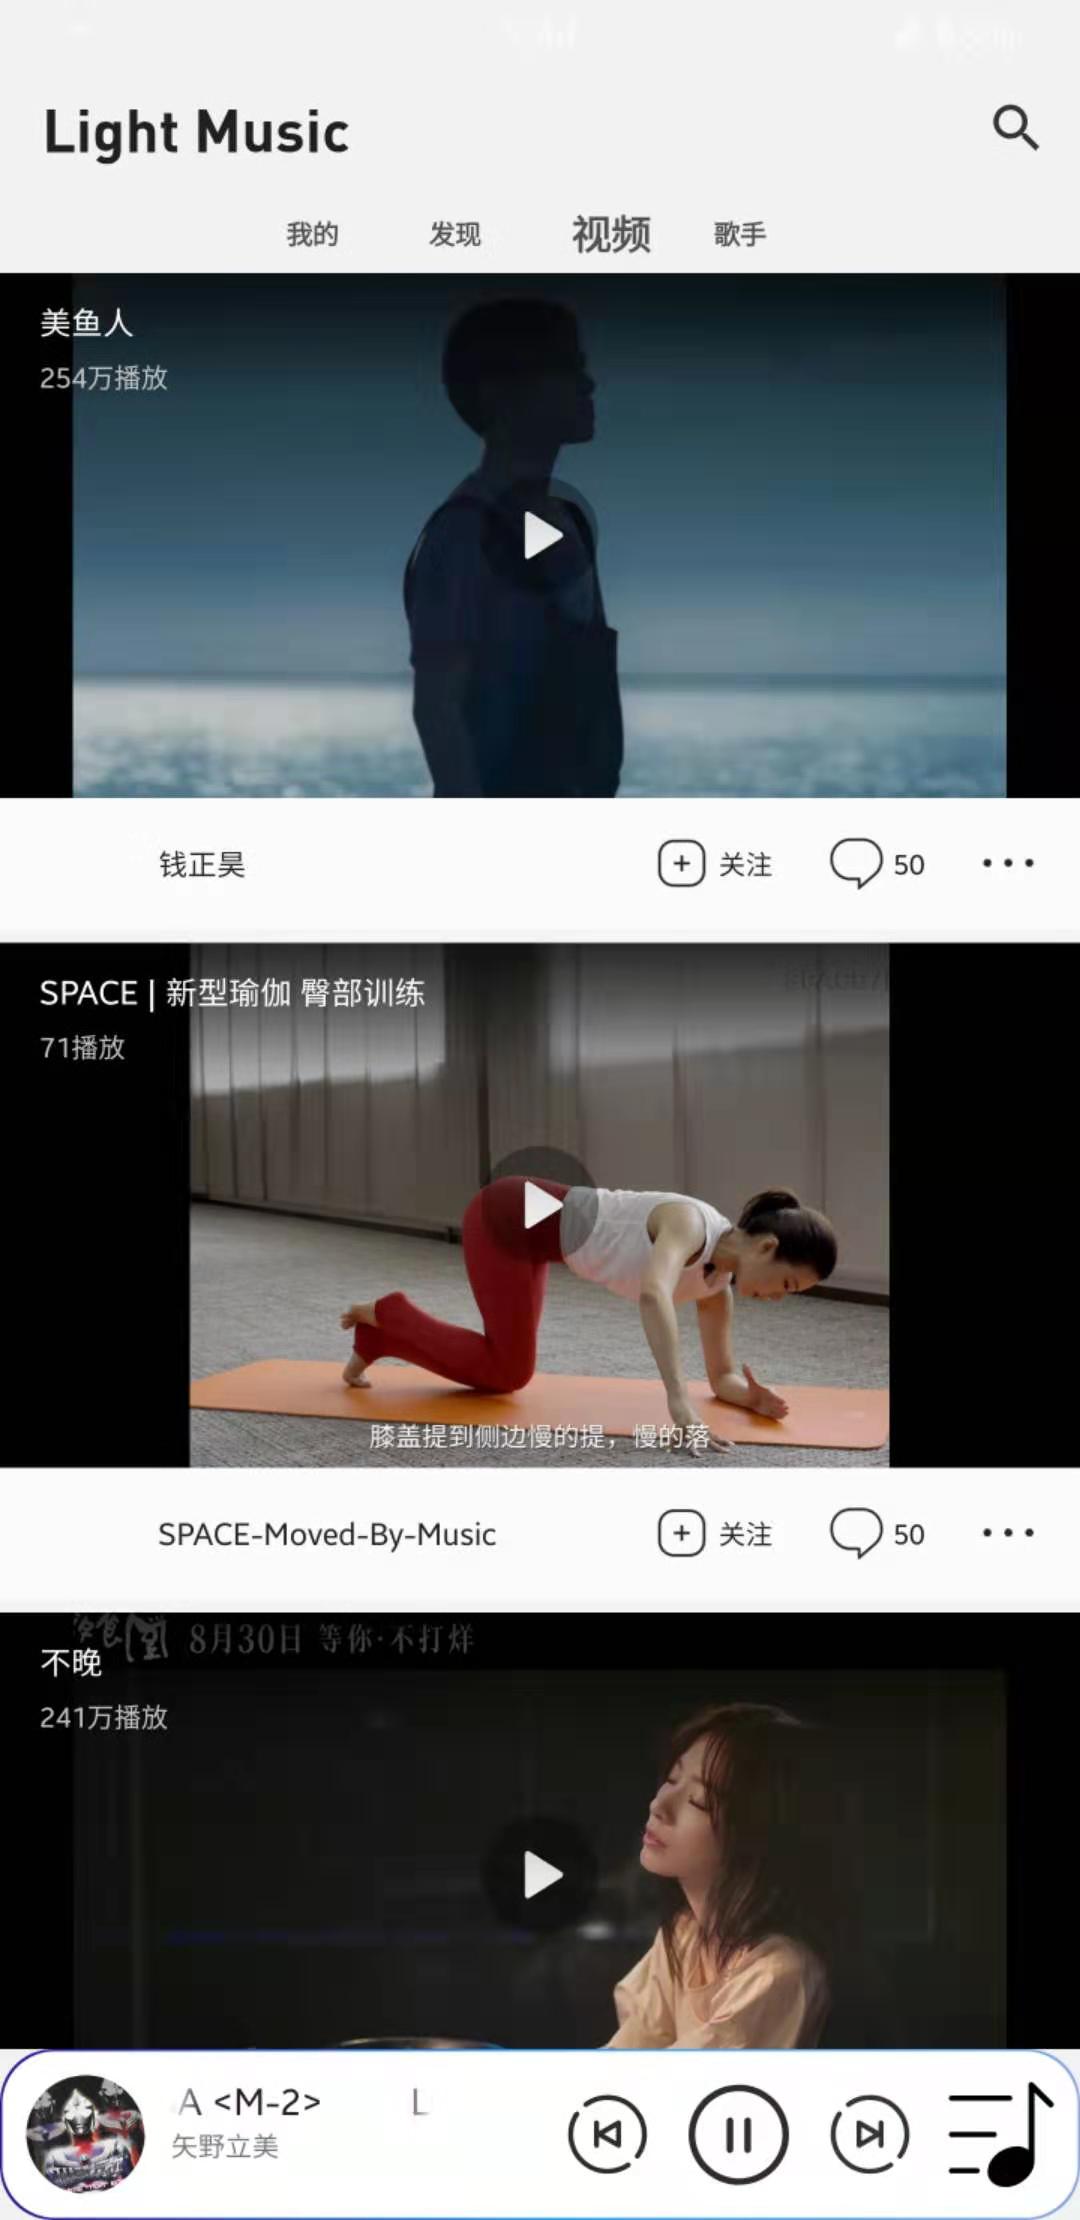 Light Music
我的 发现 视频 歌手
美鱼人
254万播放
钱正昊 关注 50
SPACE | 新型瑜伽 臀部训练
71播放
膝盖提到侧边慢的提，慢的落
SPACE-Moved-By-Music 关注 50
8月30日 等你·不打烊
不晚
241万播放
A <M-2> L
矢野立美